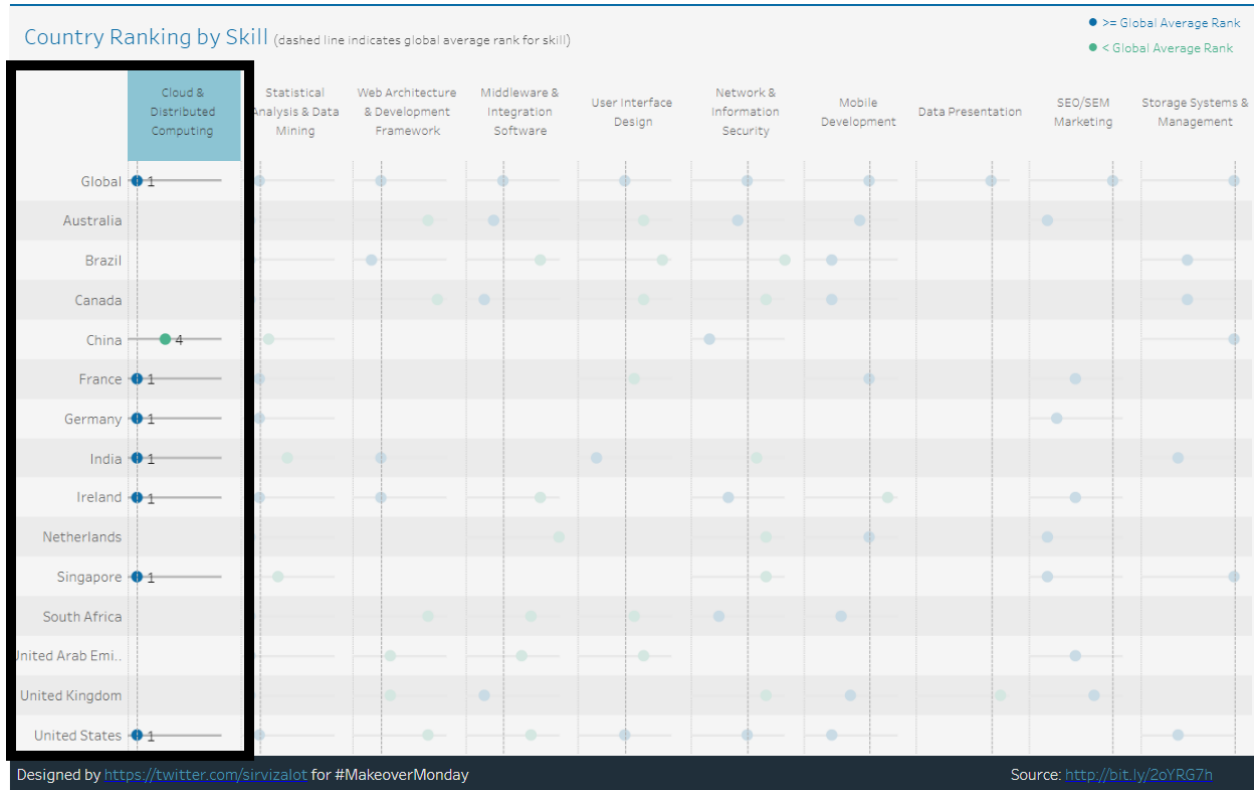 Country Ranking by Skill (dashed line indicates global average rank for skill)
>= Global Average Rank
< Global Average Rank
Cloud &
Distributed
Computing
Statistical
Analysis & Data
Mining
Web Architecture
& Development
Framework
Middleware &
Integration
Software
User Interface
Design
Network &
Information
Security
Mobile
Development
Data Presentation
SEO/SEM
Marketing
Storage Systems &
Management
Global 1
Australia
Brazil
Canada
China 4
France 1
Germany 1
India 1
Ireland 1
Netherlands
Singapore 1
South Africa
United Arab Emi..
United Kingdom
United States 1
Designed by https://twitter.com/sirvizalot for #MakeoverMonday
Source: http://bit.ly/2oYRG7h